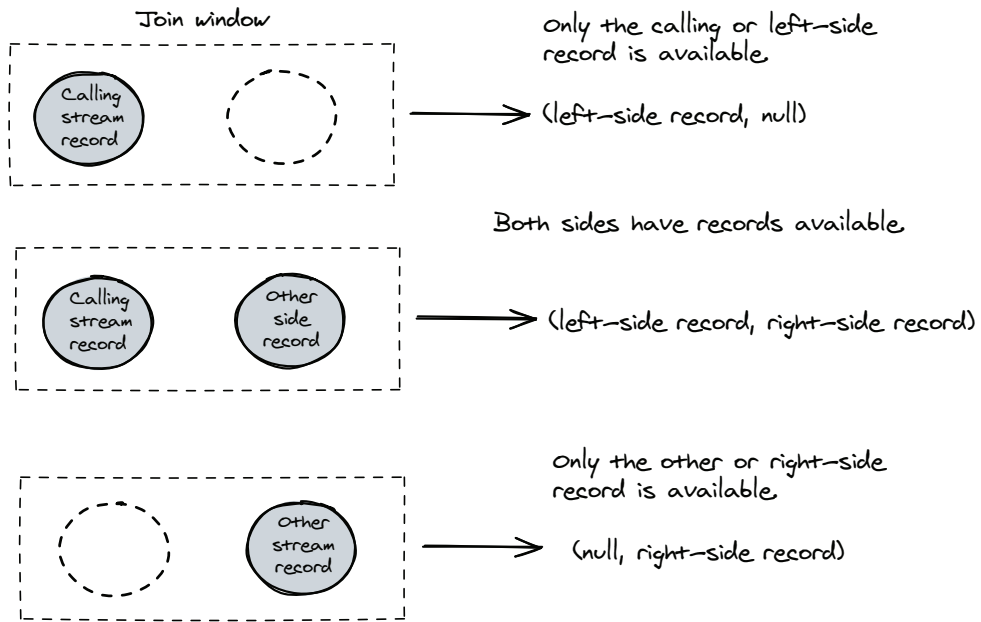 Join window
Only the calling or left-side
record is available.
Calling
stream
record
(left-side record, null)
Both sides have records available.
Calling
stream
record
Other
side
record
(left-side record, right-side record)
Only the other or right-side
record is available.
Other
stream
record
(null, right-side record)